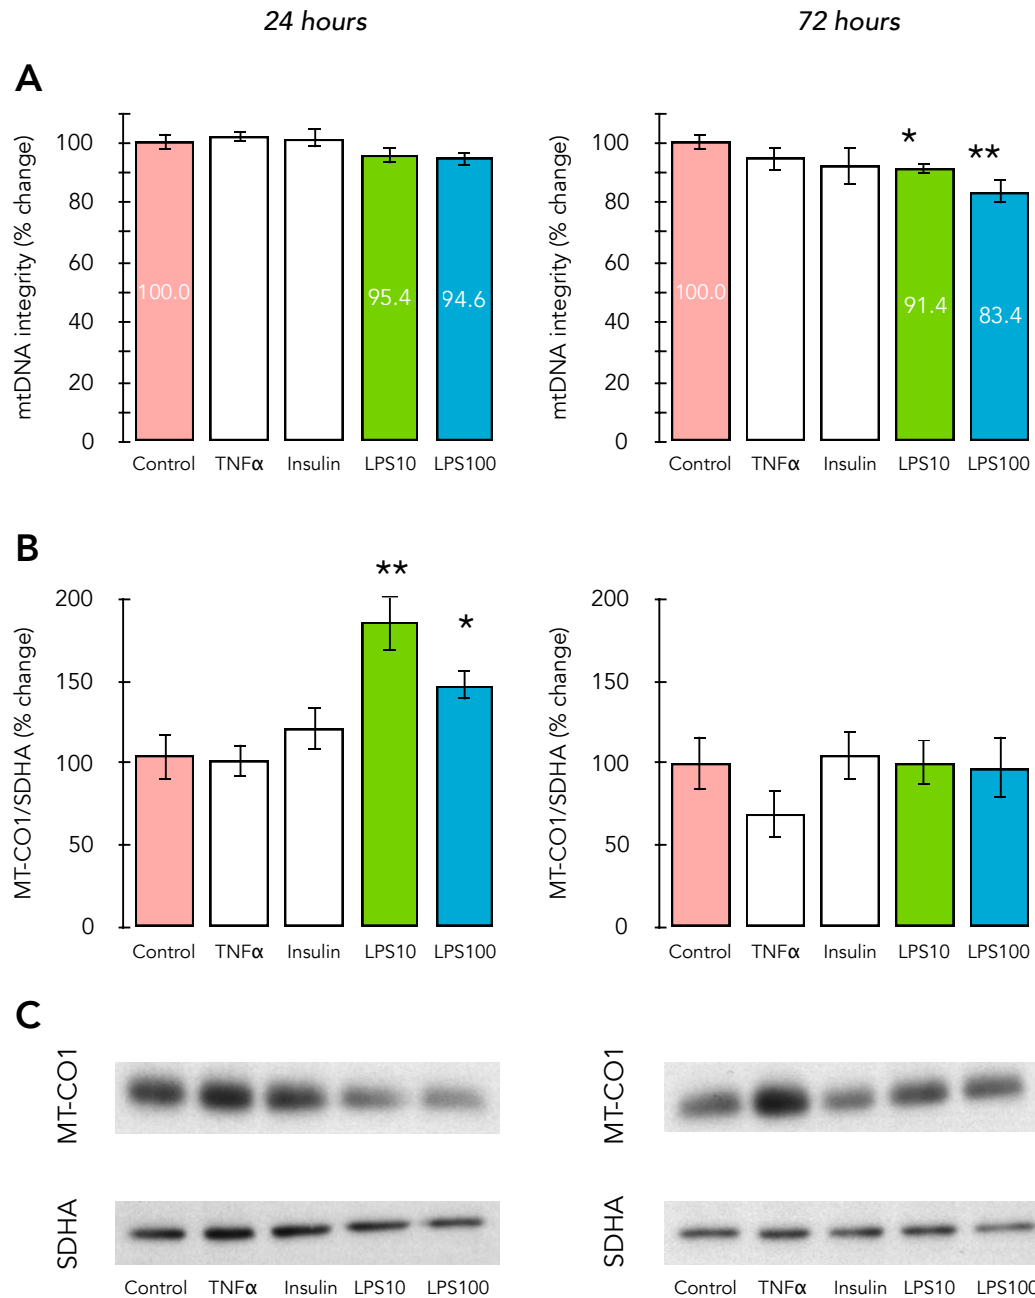 24 hours
72 hours
A
mtDNA integrity (% change)
100
80
60
40
20
0
100.0
95.4
94.6
Control TNFα Insulin LPS10 LPS100
mtDNA integrity (% change)
100
80
60
40
20
0
*
**
100.0
91.4
83.4
Control TNFα Insulin LPS10 LPS100
B
MT-CO1/SDHA (% change)
200
150
100
50
0
**
*
Control TNFα Insulin LPS10 LPS100
MT-CO1/SDHA (% change)
200
150
100
50
0
Control TNFα Insulin LPS10 LPS100
C
MT-CO1
MT-CO1
SDHA
SDHA
Control TNFα Insulin LPS10 LPS100
Control TNFα Insulin LPS10 LPS100